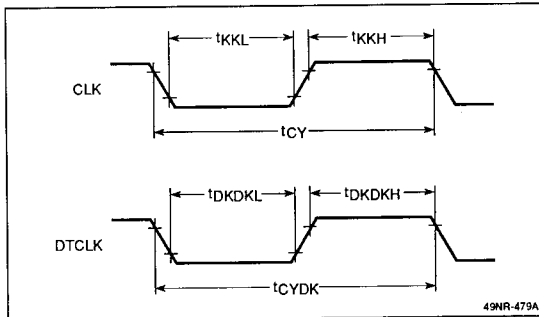 tKKL tKKH
CLK
tCY
tDKDKL tDKDKH
DTCLK
tCYDK
49NR-479A